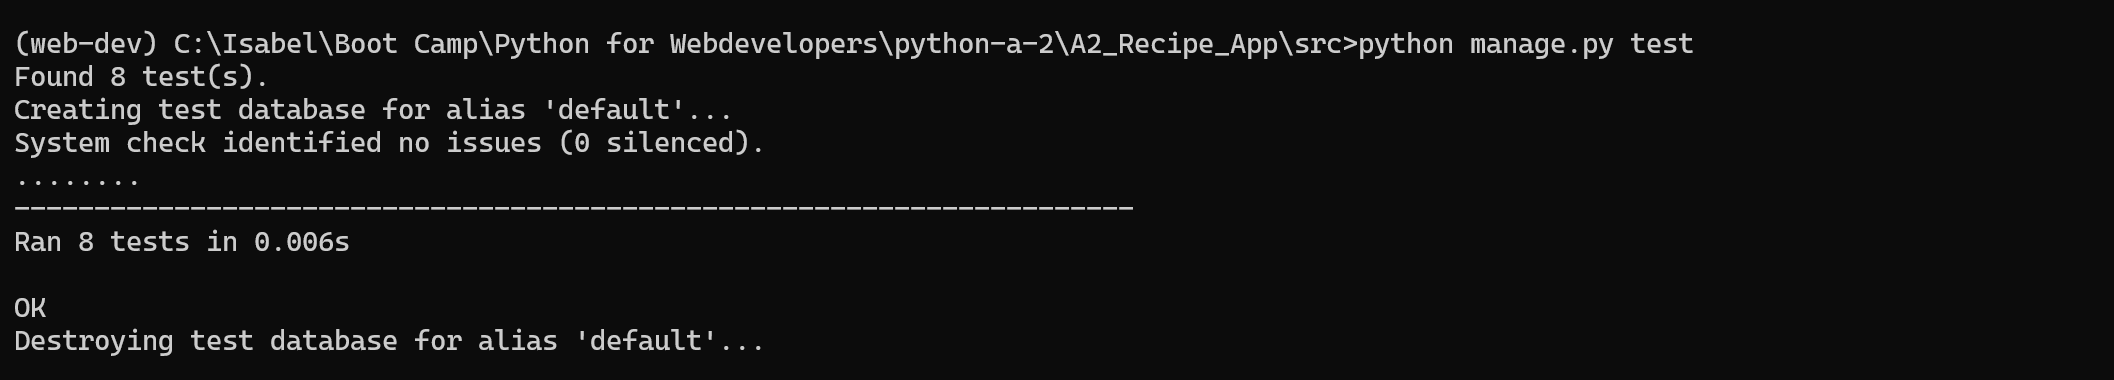 (web-dev) C:\Isabel\Boot Camp\Python for Webdevelopers\python-a-2\A2_Recipe_App\src>python manage.py test
Found 8 test(s).
Creating test database for alias 'default'...
System check identified no issues (0 silenced).
........
----------------------------------------------------------------------
Ran 8 tests in 0.006s
OK
Destroying test database for alias 'default'...